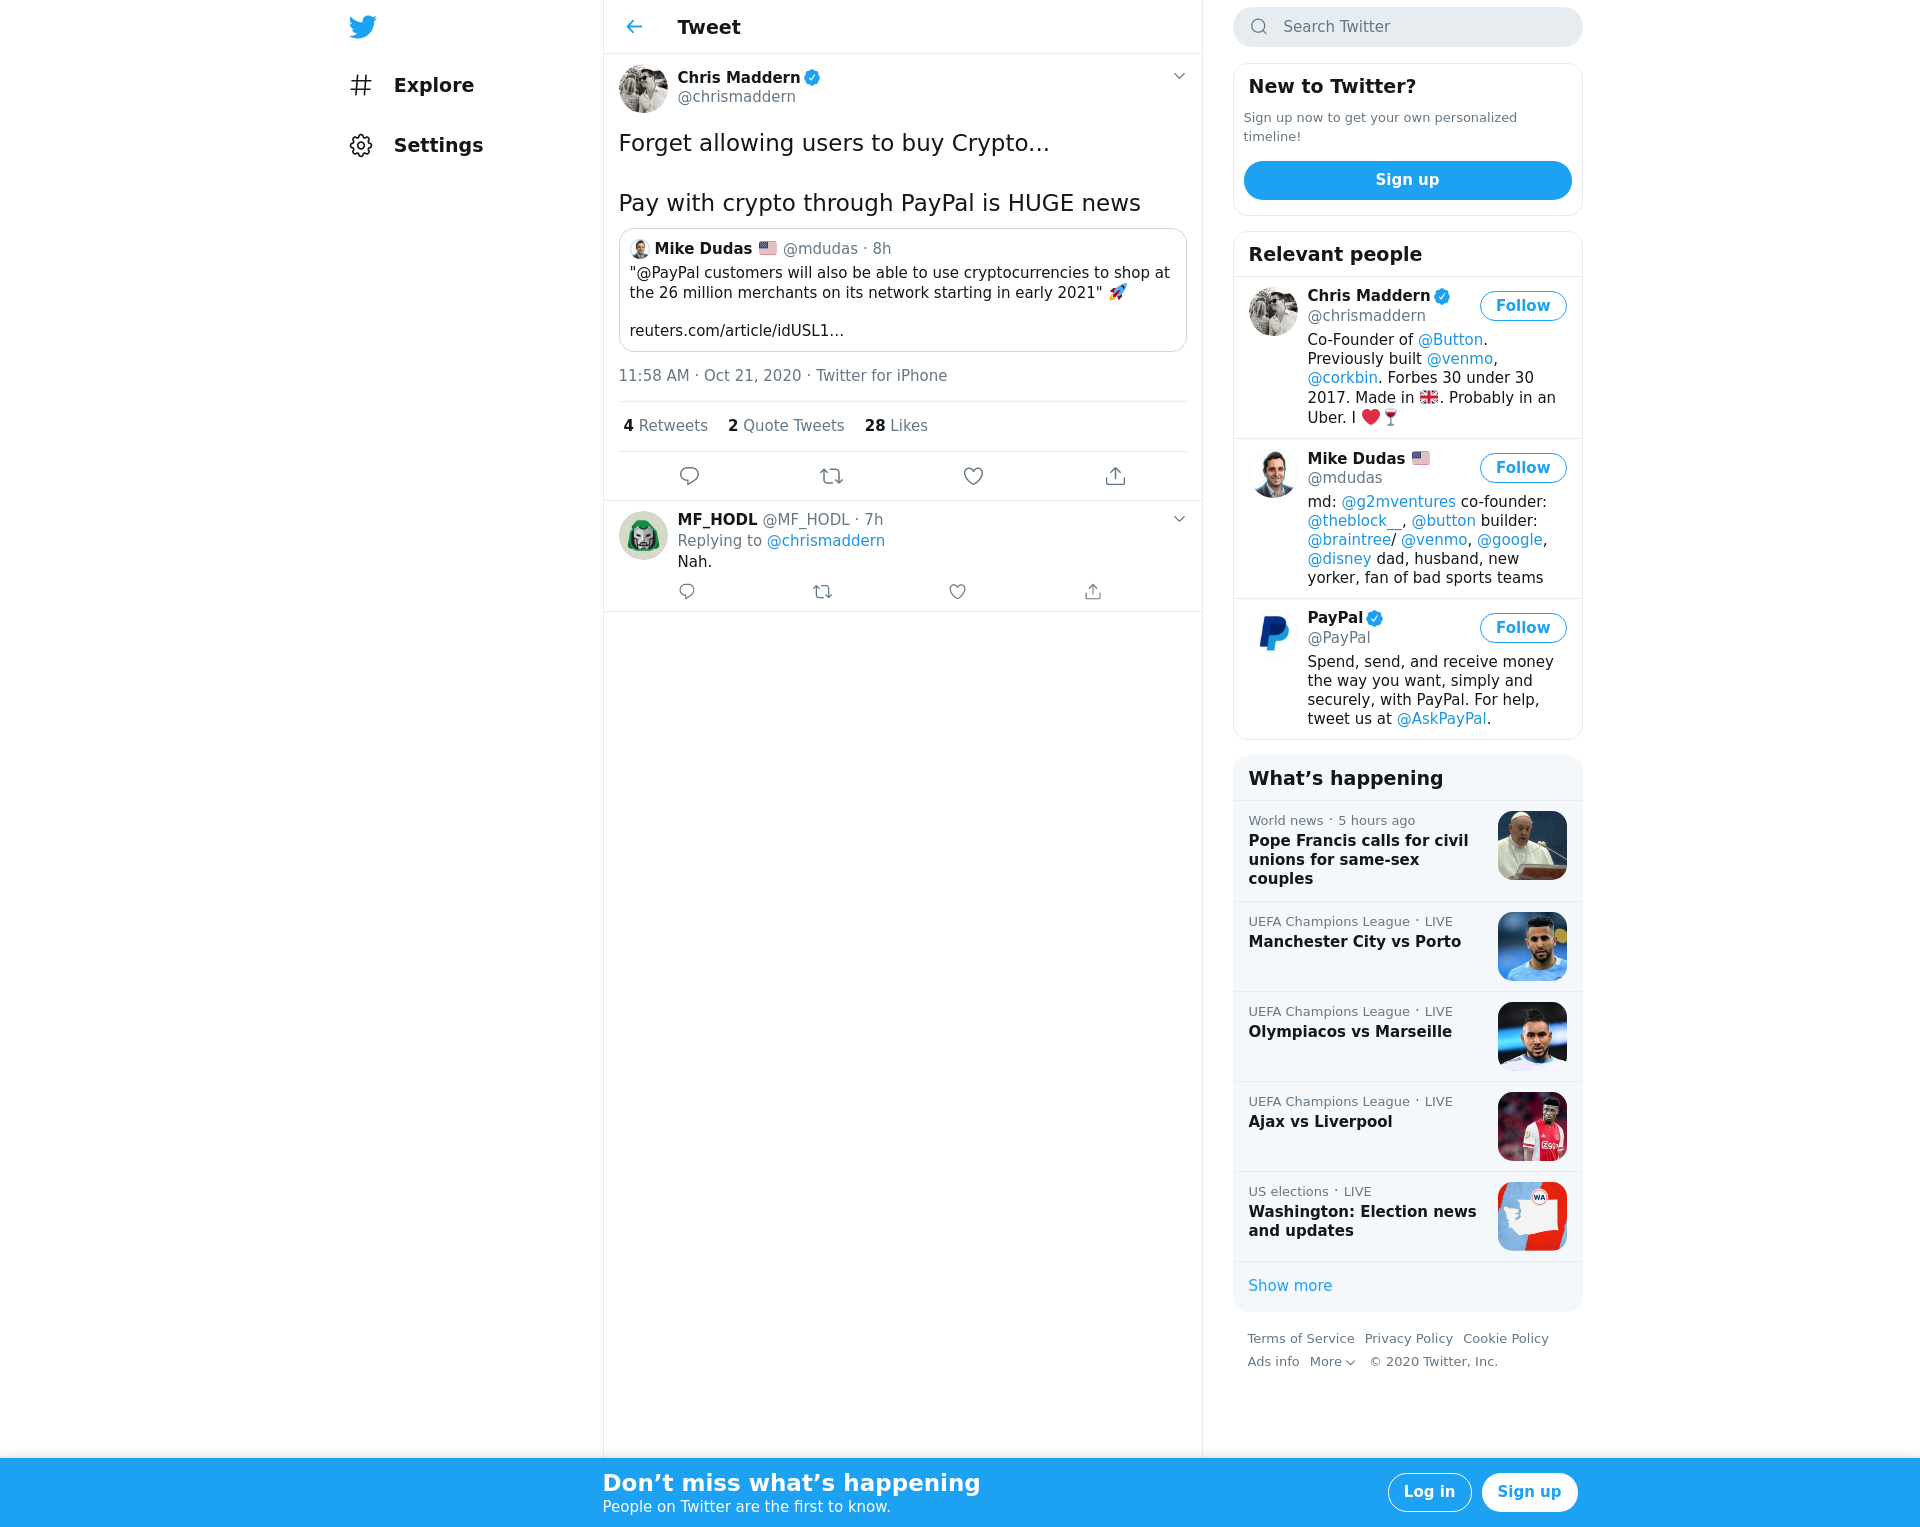 Explore
Settings
Tweet
Chris Maddern
@chrismaddern
Forget allowing users to buy Crypto...
Pay with crypto through PayPal is HUGE news
Mike Dudas 🇺🇸 @mdudas · 8h
"@PayPal customers will also be able to use cryptocurrencies to shop at
the 26 million merchants on its network starting in early 2021" 🚀
reuters.com/article/idUSL1…
11:58 AM · Oct 21, 2020 · Twitter for iPhone
4 Retweets 2 Quote Tweets 28 Likes
MF_HODL @MF_HODL · 7h
Replying to @chrismaddern
Nah.
Search Twitter
New to Twitter?
Sign up now to get your own personalized
timeline!
Sign up
Relevant people
Chris Maddern
@chrismaddern
Follow
Co-Founder of @Button.
Previously built @venmo,
@corkbin. Forbes 30 under 30
2017. Made in 🇬🇧. Probably in an
Uber. I ❤️🍷
Mike Dudas 🇺🇸
@mdudas
Follow
md: @g2mventures co-founder:
@theblock__, @button builder:
@braintree/ @venmo, @google,
@disney dad, husband, new
yorker, fan of bad sports teams
PayPal
@PayPal
Follow
Spend, send, and receive money
the way you want, simply and
securely, with PayPal. For help,
tweet us at @AskPayPal.
What’s happening
World news · 5 hours ago
Pope Francis calls for civil
unions for same-sex
couples
UEFA Champions League · LIVE
Manchester City vs Porto
UEFA Champions League · LIVE
Olympiacos vs Marseille
UEFA Champions League · LIVE
Ajax vs Liverpool
US elections · LIVE
Washington: Election news
and updates
WA
Show more
Terms of Service Privacy Policy Cookie Policy
Ads info More © 2020 Twitter, Inc.
Don’t miss what’s happening
People on Twitter are the first to know.
Log in
Sign up